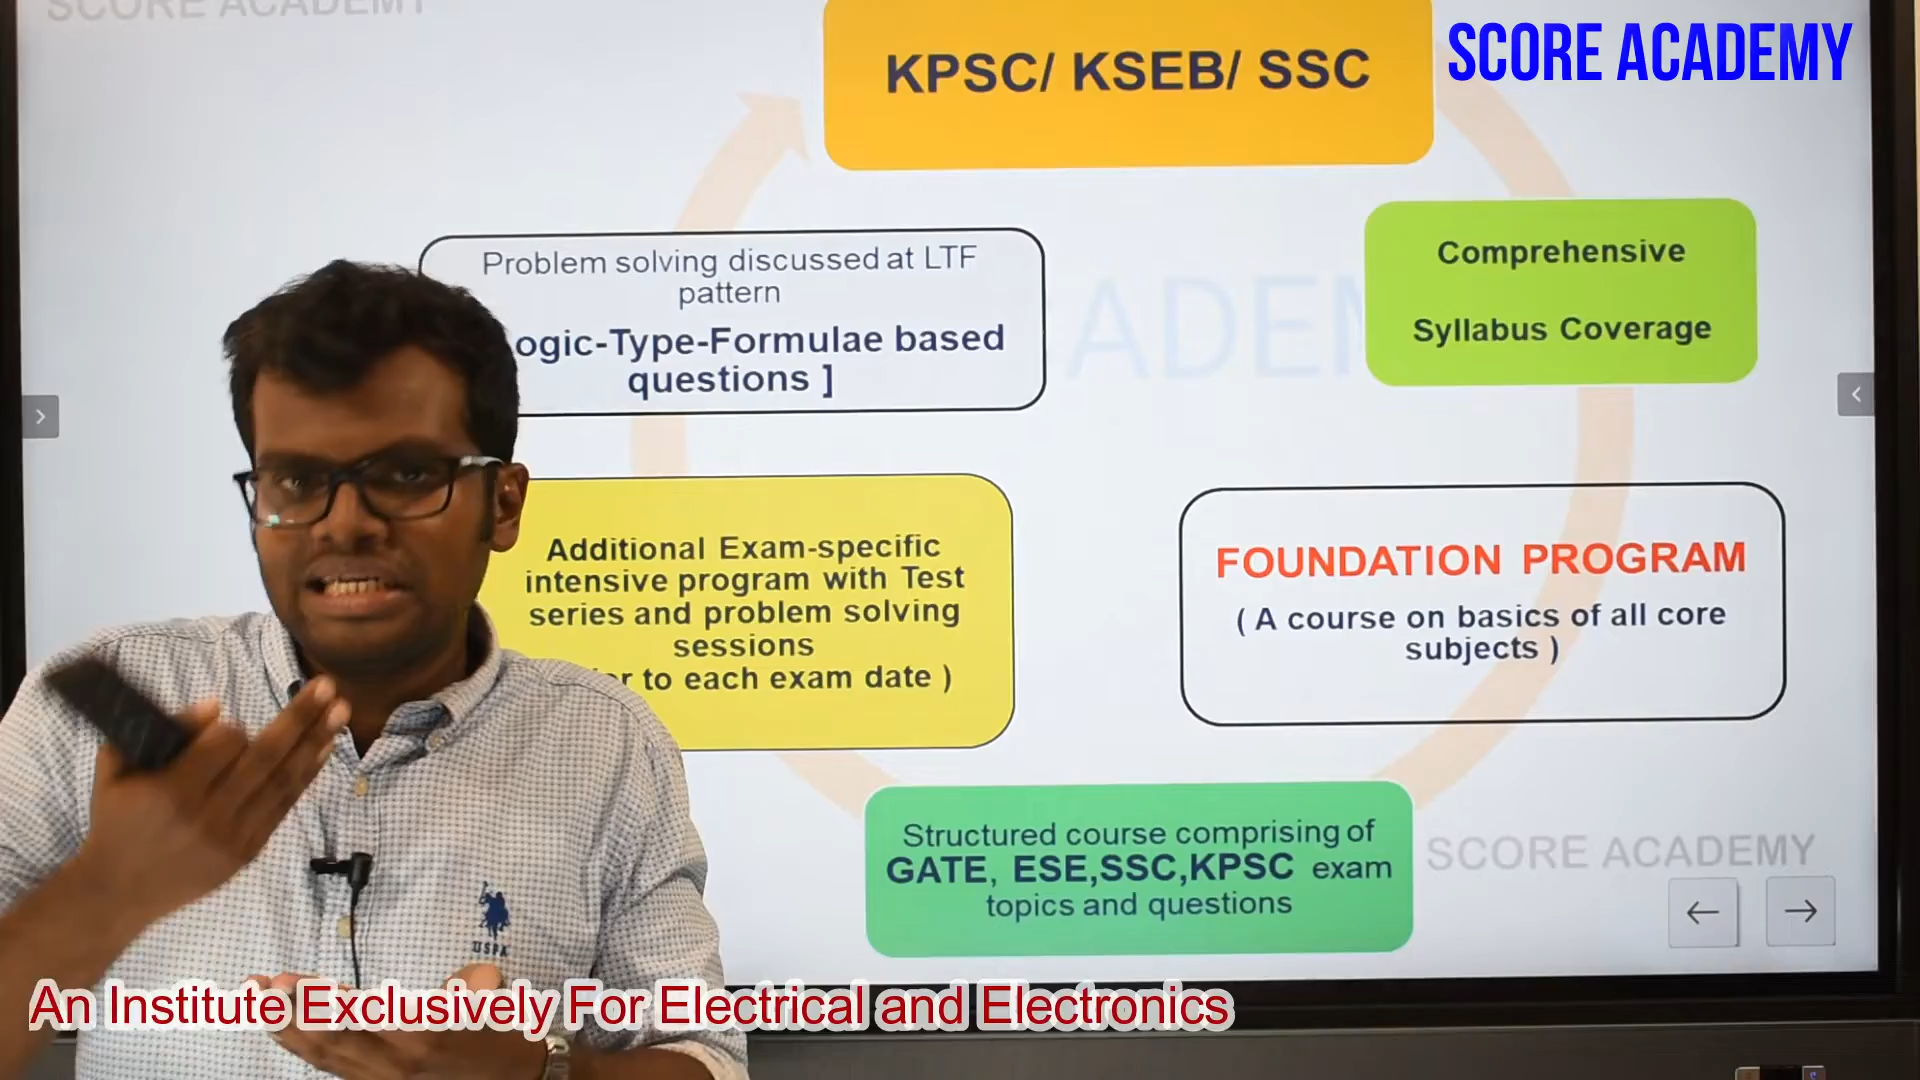 SCORE ACADEMY
KPSC/ KSEB/ SSC
SCORE ACADEMY
Problem solving discussed at LTF
pattern
ogic-Type-Formulae based
questions ]
Comprehensive
Syllabus Coverage
ADEM
Additional Exam-specific
intensive program with Test
series and problem solving
sessions
r to each exam date )
FOUNDATION PROGRAM
( A course on basics of all core
subjects )
Structured course comprising of
GATE, ESE,SSC,KPSC exam
topics and questions
SCORE ACADEMY
USPA
An Institute Exclusively For Electrical and Electronics